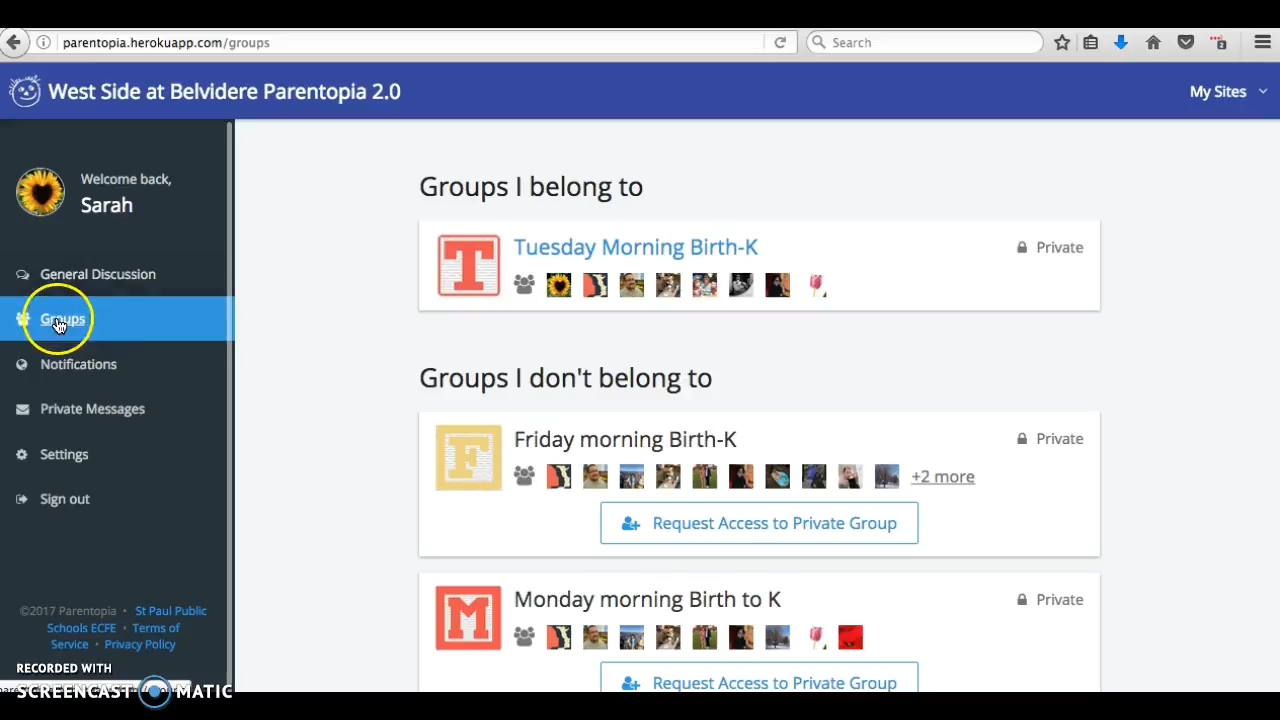 parentopia.herokuapp.com/groups
Search
West Side at Belvidere Parentopia 2.0
My Sites
Welcome back,
Sarah
General Discussion
Groups
Notifications
Private Messages
Settings
Sign out
©2017 Parentopia • St Paul Public
Schools ECFE • Terms of
Service • Privacy Policy
RECORDED WITH
SCREENCAST MATIC
Groups I belong to
T
Tuesday Morning Birth-K
Private
Groups I don't belong to
F
Friday morning Birth-K
Private
+2 more
Request Access to Private Group
M
Monday morning Birth to K
Private
Request Access to Private Group